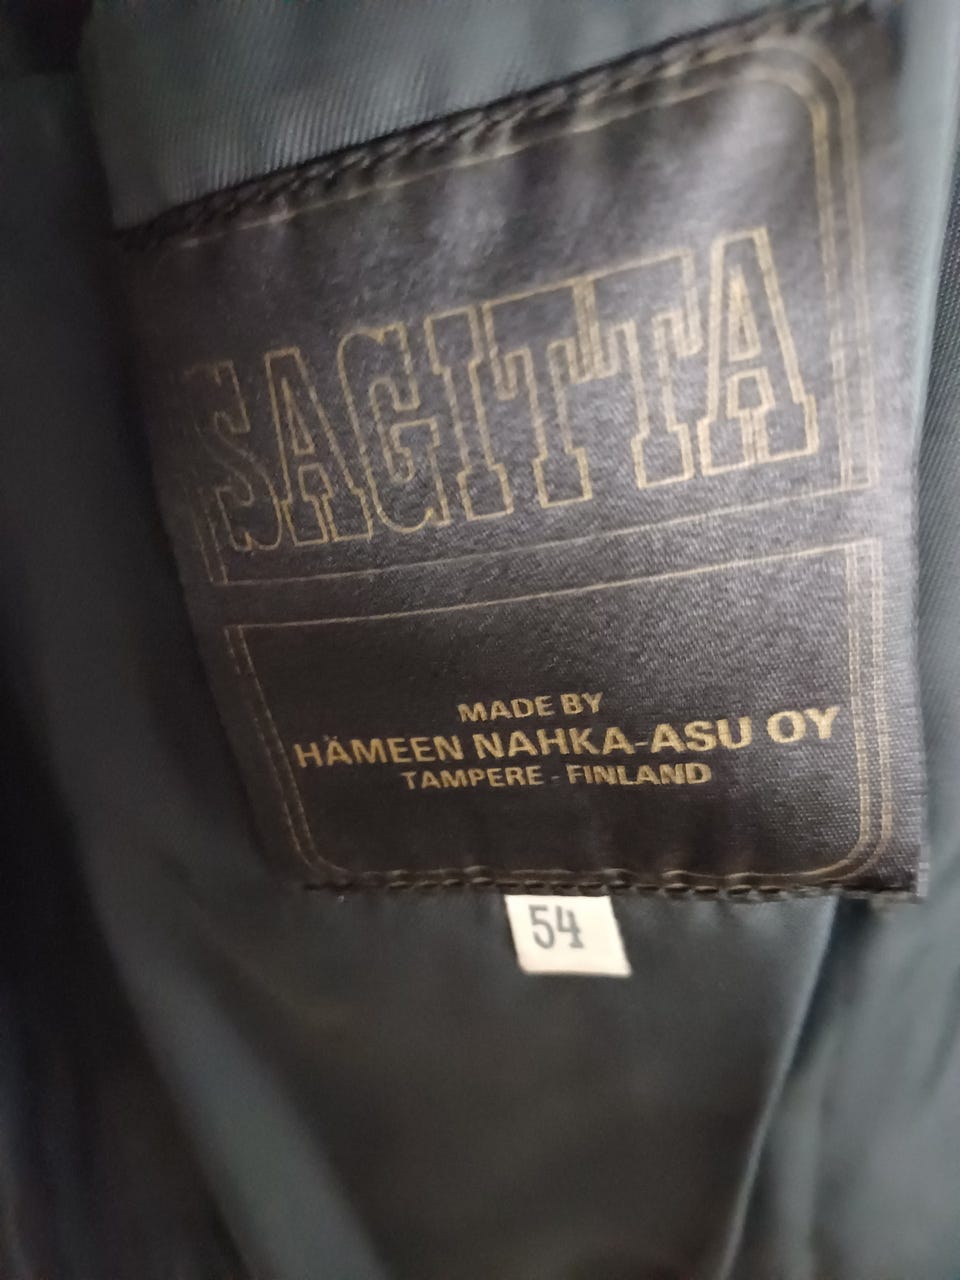 SAGITTA
MADE BY
HÄMEEN NAHKA-ASU OY
TAMPERE - FINLAND
54